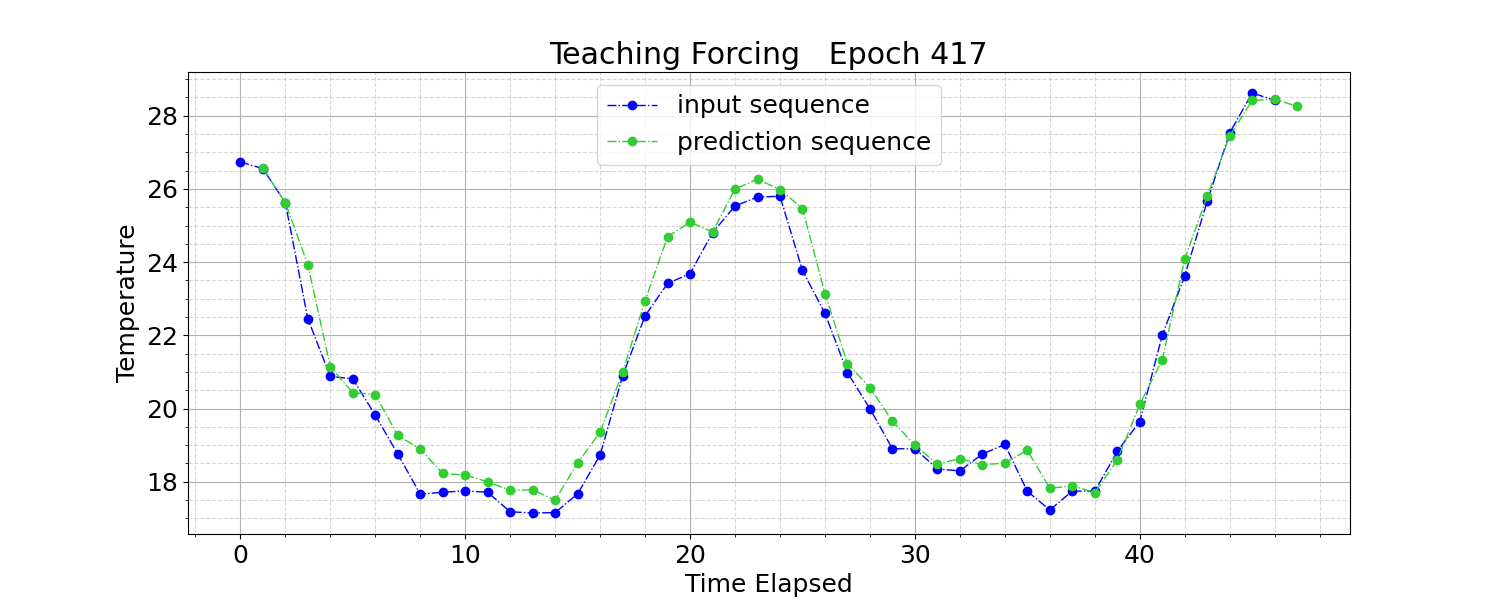 Teaching Forcing   Epoch 417
input sequence
prediction sequence
Temperature
28
26
24
22
20
18
0 10 20 30 40
Time Elapsed